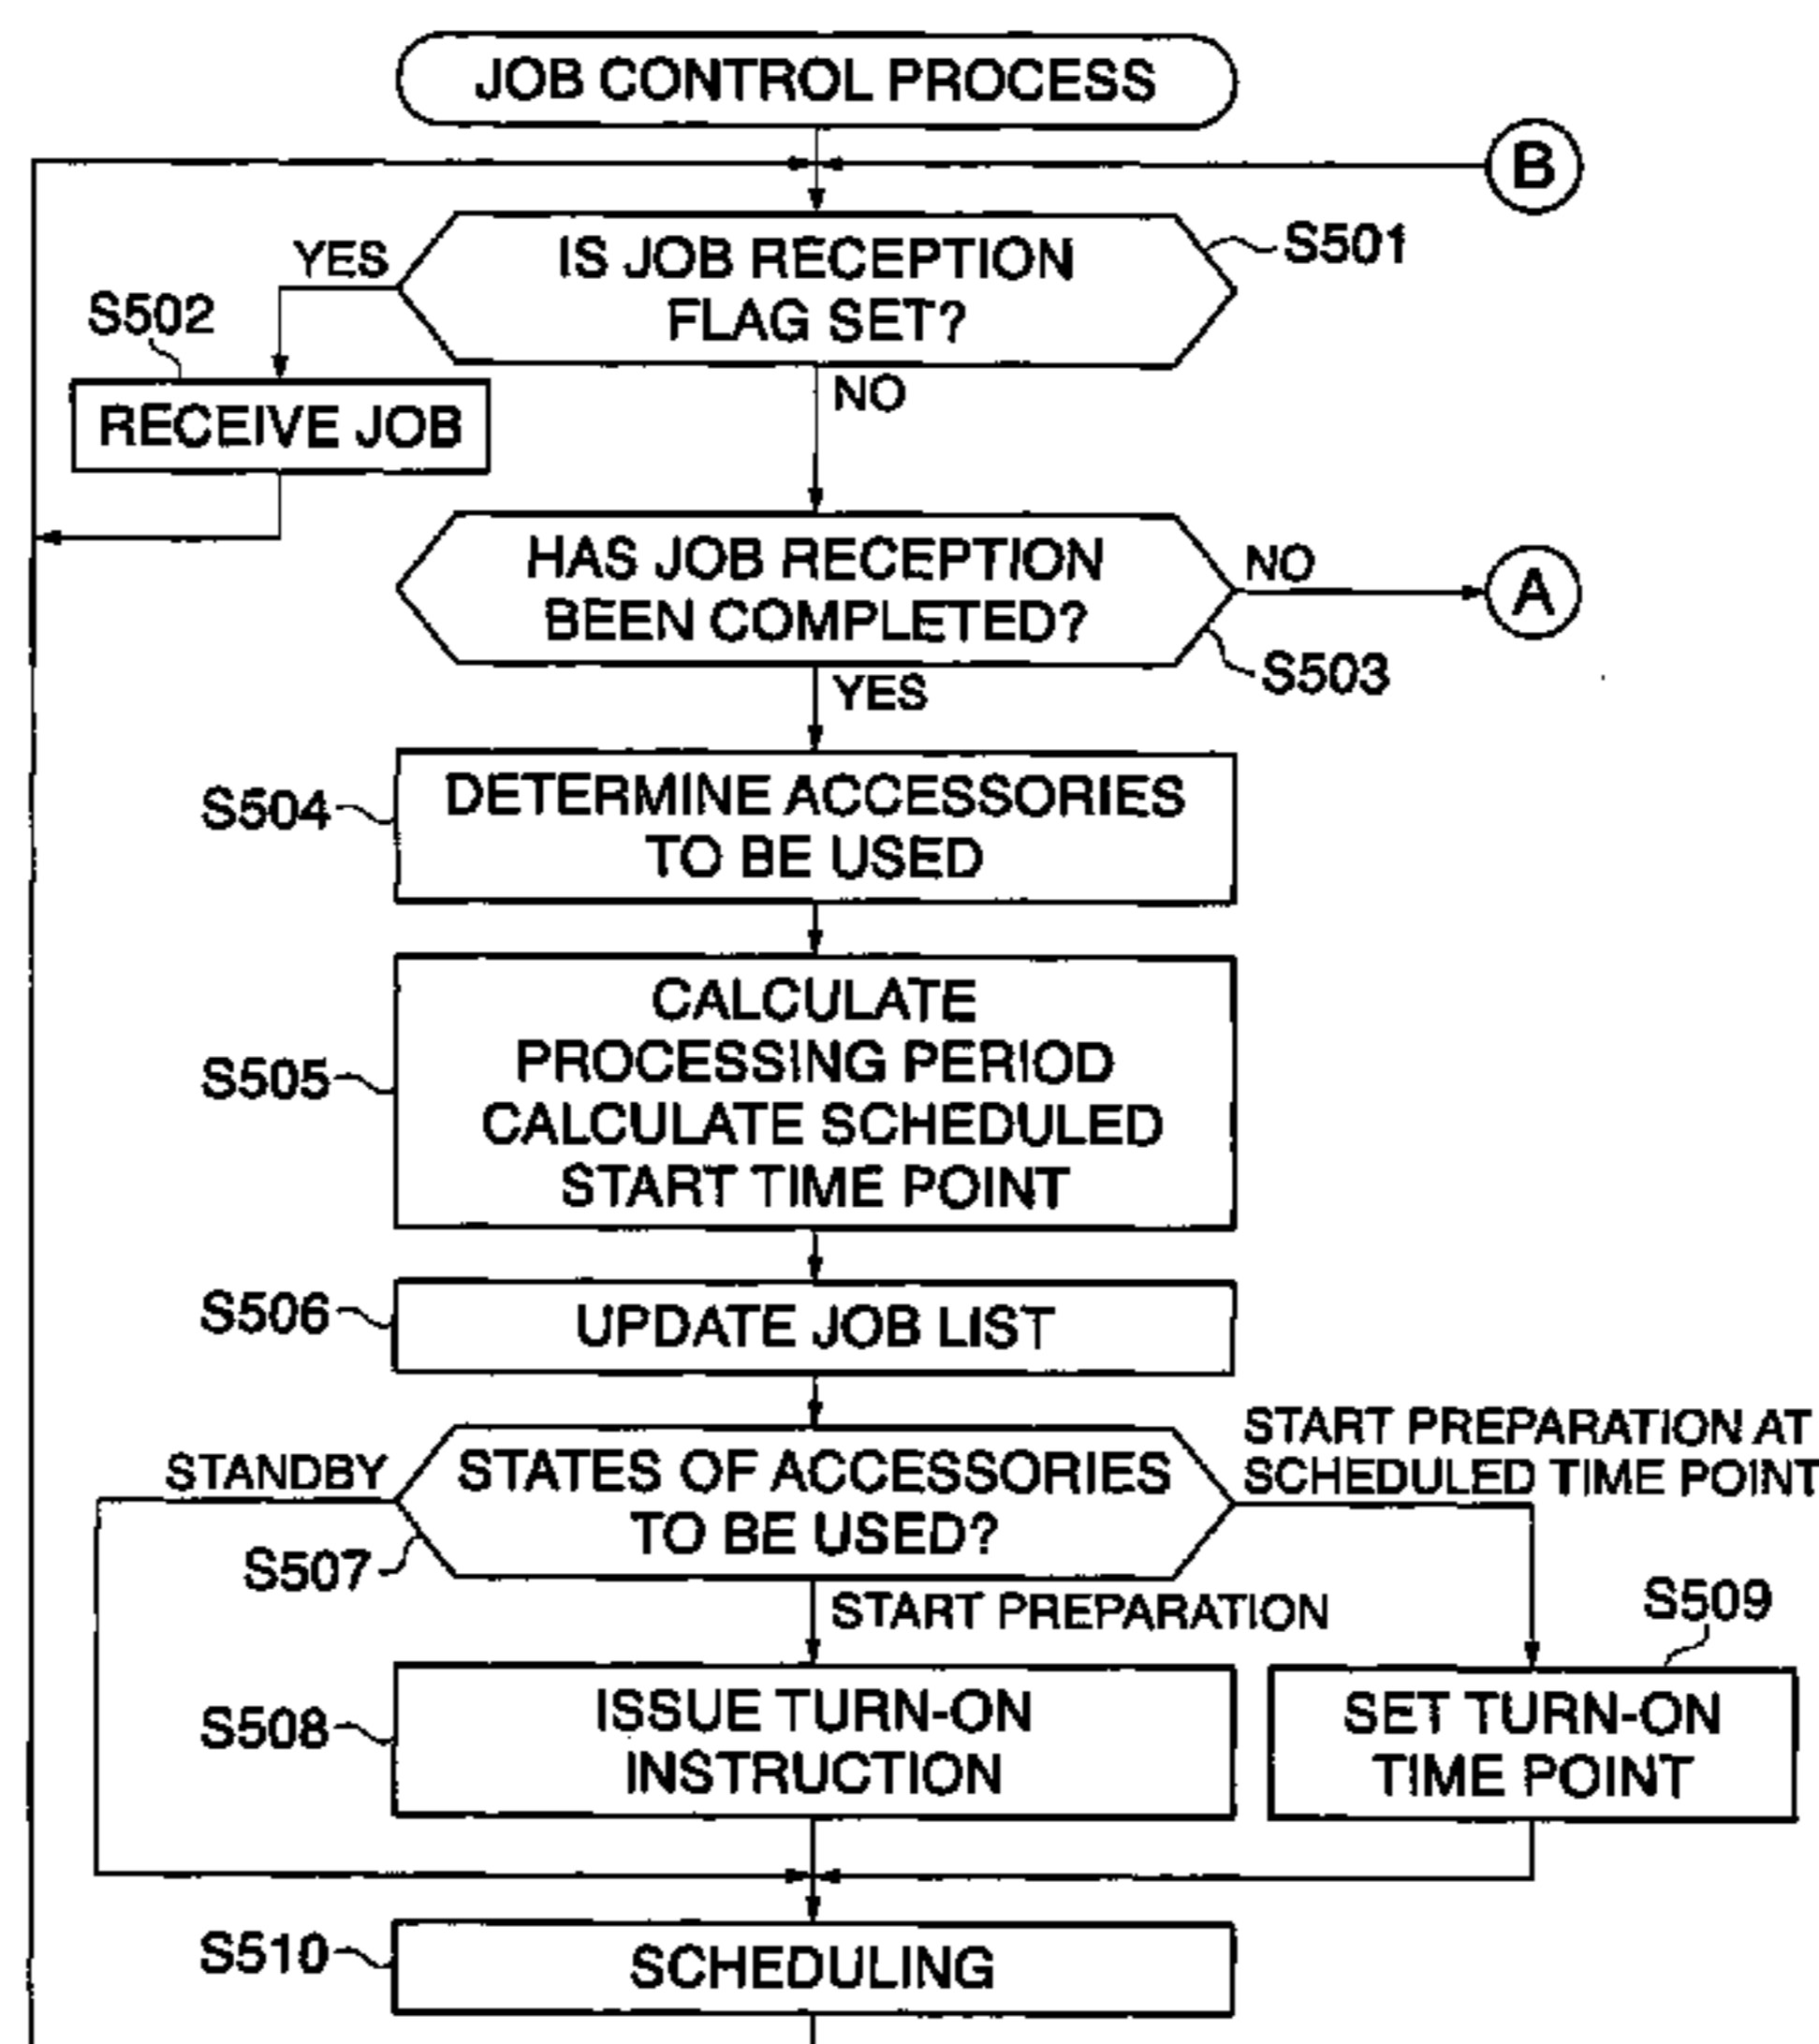 JOB CONTROL PROCESS
B
IS JOB RECEPTION
FLAG SET?
S501
YES
S502
RECEIVE JOB
NO
HAS JOB RECEPTION
BEEN COMPLETED?
NO
A
S503
YES
S504
DETERMINE ACCESSORIES
TO BE USED
S505
CALCULATE
PROCESSING PERIOD
CALCULATE SCHEDULED
START TIME POINT
S506
UPDATE JOB LIST
STANDBY
STATES OF ACCESSORIES
TO BE USED?
START PREPARATION AT
SCHEDULED TIME POINT
S507
START PREPARATION
S509
S508
ISSUE TURN-ON
INSTRUCTION
SET TURN-ON
TIME POINT
S510
SCHEDULING